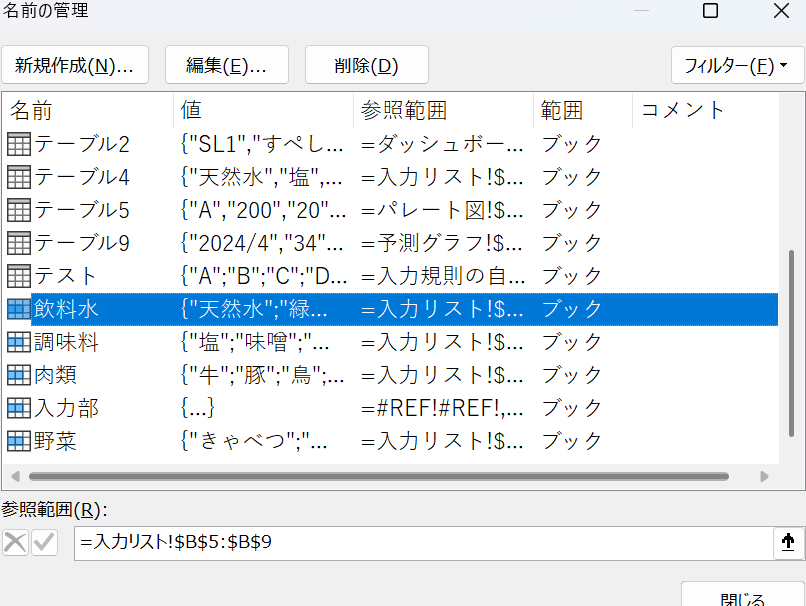 名前の管理
新規作成(N)... 編集(E)... 削除(D) フィルター(F)
名前 値 参照範囲 範囲 コメント
テーブル2 {"SL1","すべし... =ダッシュボー... ブック
テーブル4 {"天然水","塩",... =入力リスト!$... ブック
テーブル5 {"A","200","20"... =パレート図!$... ブック
テーブル9 {"2024/4","34"... =予測グラフ!$... ブック
テスト {"A";"B";"C";"D... =入力規則の自... ブック
飲料水 {"天然水";"緑... =入力リスト!$... ブック
調味料 {"塩";"味噌";"... =入力リスト!$... ブック
肉類 {"牛";"豚";"鳥";... =入力リスト!$... ブック
入力部 {...} =#REF!#REF!,... ブック
野菜 {"きゃべつ";"... =入力リスト!$... ブック
参照範囲(R):
=入力リスト!$B$5:$B$9
閉じる